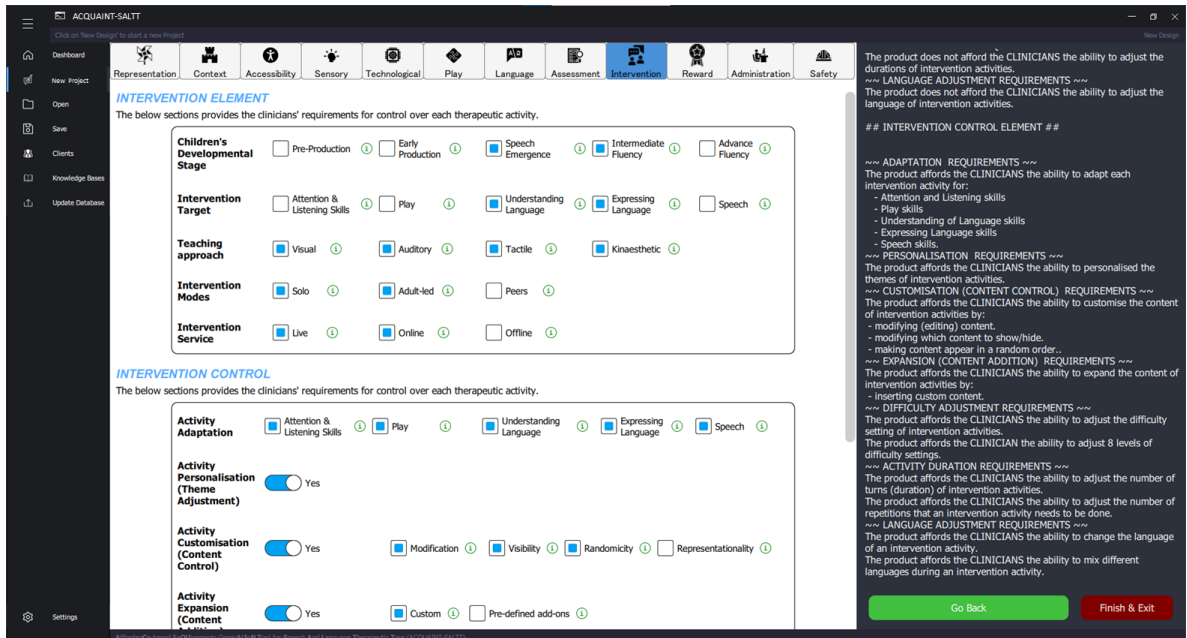 ACQUAINT-SALTT
Click on 'New Design' to start a new Project
New Design
Dashboard
New Project
Open
Save
Clients
Knowledge Bases
Update Database
Settings
Representation
Context
Accessibility
Sensory
Technological
Play
Language
Assessment
Intervention
Reward
Administration
Safety
INTERVENTION ELEMENT
The below sections provides the clinicians' requirements for control over each therapeutic activity.
Children's
Developmental
Stage
Pre-Production
Early
Production
Speech
Emergence
Intermediate
Fluency
Advance
Fluency
Intervention
Target
Attention &
Listening Skills
Play
Understanding
Language
Expressing
Language
Speech
Teaching
approach
Visual
Auditory
Tactile
Kinaesthetic
Intervention
Modes
Solo
Adult-led
Peers
Intervention
Service
Live
Online
Offline
INTERVENTION CONTROL
The below sections provides the clinicians' requirements for control over each therapeutic activity.
Activity
Adaptation
Attention &
Listening Skills
Play
Understanding
Language
Expressing
Language
Speech
Activity
Personalisation
(Theme
Adjustment)
Yes
Activity
Customisation
(Content
Control)
Yes
Modification
Visibility
Randomicity
Representationality
Activity
Expansion
(Content
Yes
Custom
Pre-defined add-ons
The product does not afford the CLINICIANS the ability to adjust the
durations of intervention activities.
~~ LANGUAGE ADJUSTMENT REQUIREMENTS ~~
The product does not afford the CLINICIANS the ability to adjust the
language of intervention activities.
## INTERVENTION CONTROL ELEMENT ##
~~ ADAPTATION REQUIREMENTS ~~
The product affords the CLINICIANS the ability to adapt each
intervention activity for:
- Attention and Listening skills
- Play skills
- Understanding of Language skills
- Expressing Language skills
- Speech skills.
~~ PERSONALISATION REQUIREMENTS ~~
The product affords the CLINICIANS the ability to personalised the
themes of intervention activities.
~~ CUSTOMISATION (CONTENT CONTROL) REQUIREMENTS ~~
The product affords the CLINICIANS the ability to customise the content
of intervention activities by:
- modifying (editing) content.
- modifying which content to show/hide.
- making content appear in a random order..
~~ EXPANSION (CONTENT ADDITION) REQUIREMENTS ~~
The product affords the CLINICIANS the ability to expand the content of
intervention activities by:
- inserting custom content.
~~ DIFFICULTY ADJUSTMENT REQUIREMENTS ~~
The product affords the CLINICIANS the ability to adjust the difficulty
setting of intervention activities.
The product affords the CLINICIAN the ability to adjust 8 levels of
difficulty settings.
~~ ACTIVITY DURATION REQUIREMENTS ~~
The product affords the CLINICIANS the ability to adjust the number of
turns (duration) of intervention activities.
The product affords the CLINICIANS the ability to adjust the number of
repetitions that an intervention activity needs to be done.
~~ LANGUAGE ADJUSTMENT REQUIREMENTS ~~
The product affords the CLINICIANS the ability to change the language
of an intervention activity.
The product affords the CLINICIANS the ability to mix different
languages during an intervention activity.
Go Back
Finish & Exit